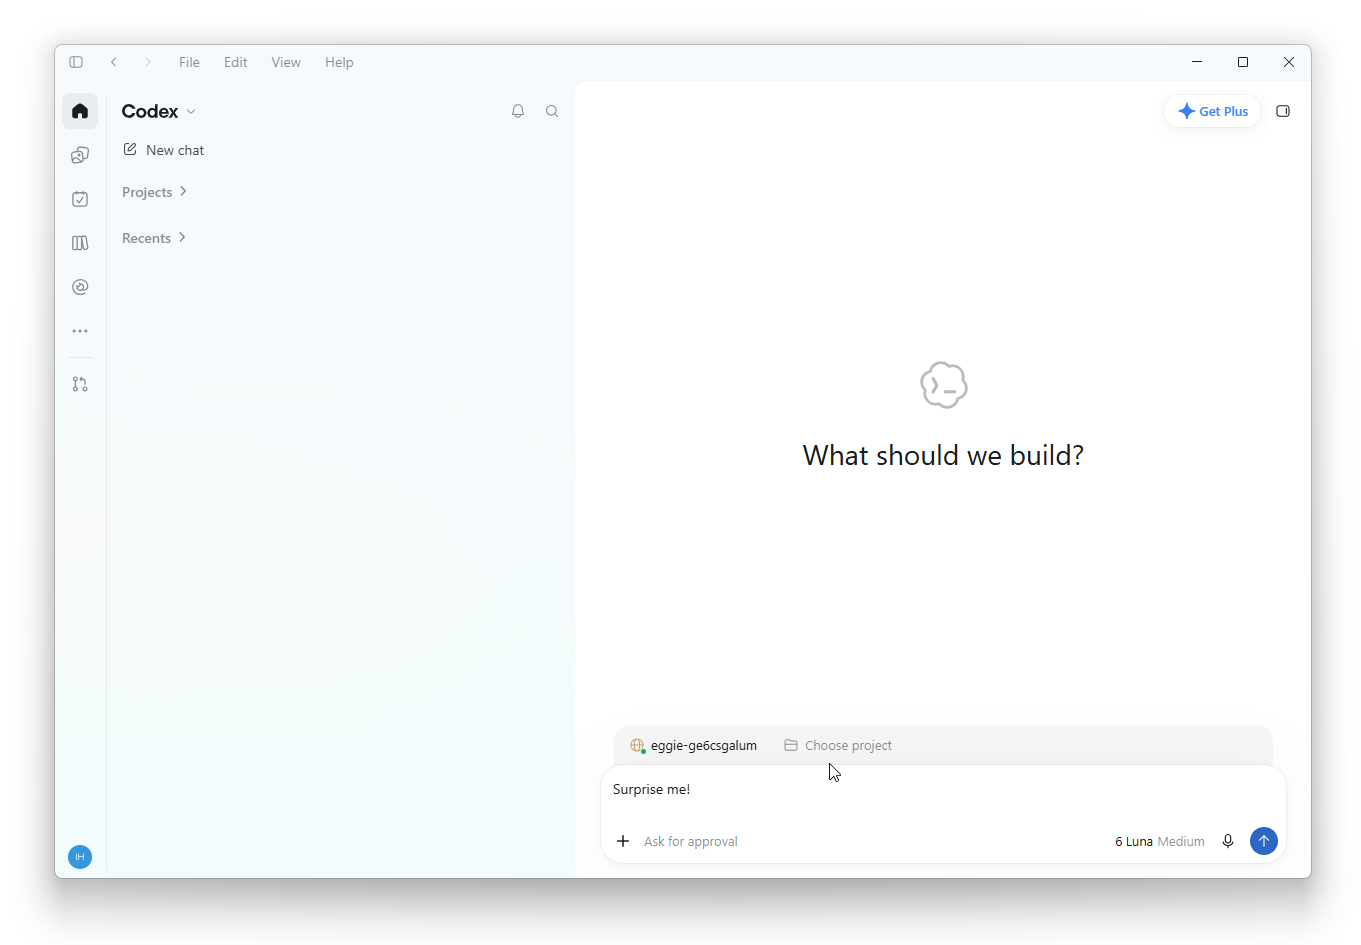 File Edit View Help
Codex
Get Plus
New chat
Projects
Recents
What should we build?
eggie-ge6csgalum Choose project
Surprise me!
Ask for approval 6 Luna Medium
IH